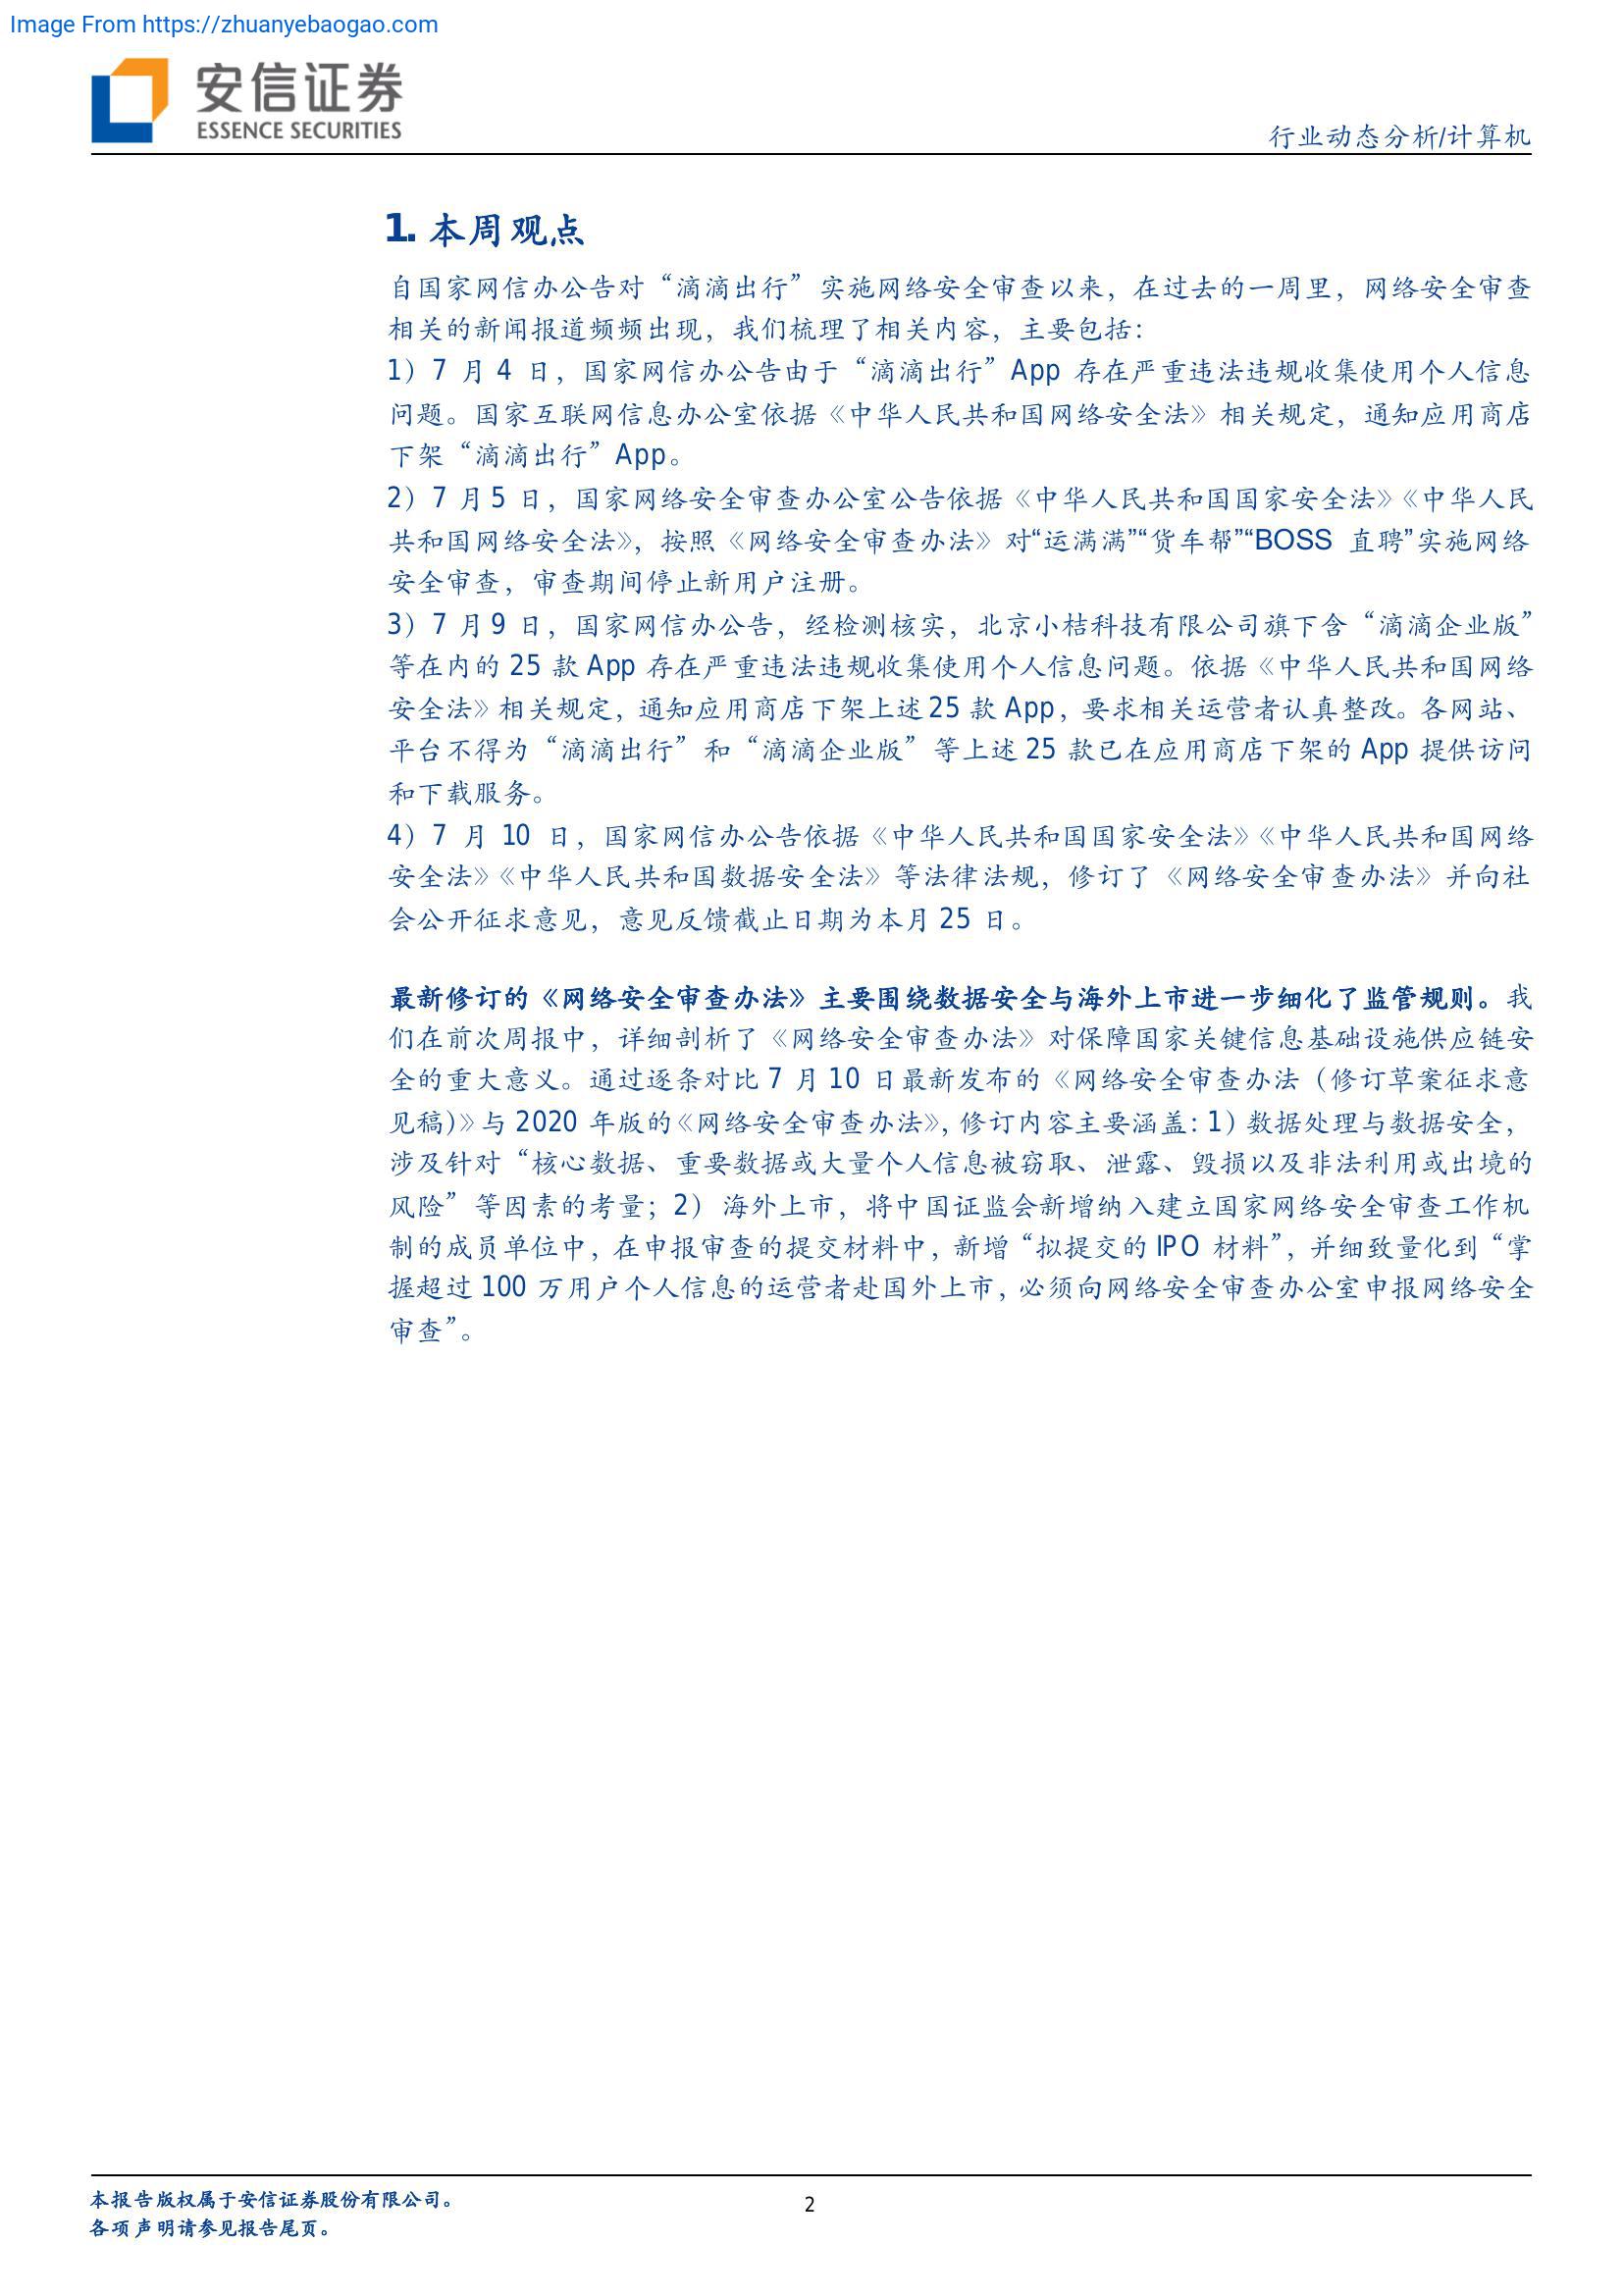 Image From https://zhuanyebaogao.com
安信证券
ESSENCE SECURITIES
行业动态分析/计算机
1. 本周观点
自国家网信办公告对“滴滴出行”实施网络安全审查以来，在过去的一周里，网络安全审查
相关的新闻报道频频出现，我们梳理了相关内容，主要包括：
1）7 月 4 日，国家网信办公告由于“滴滴出行”App 存在严重违法违规收集使用个人信息
问题。国家互联网信息办公室依据《中华人民共和国网络安全法》相关规定，通知应用商店
下架“滴滴出行”App。
2）7 月 5 日，国家网络安全审查办公室公告依据《中华人民共和国国家安全法》《中华人民
共和国网络安全法》，按照《网络安全审查办法》对“运满满”“货车帮”“BOSS 直聘”实施网络
安全审查，审查期间停止新用户注册。
3）7 月 9 日，国家网信办公告，经检测核实，北京小桔科技有限公司旗下含“滴滴企业版”
等在内的 25 款 App 存在严重违法违规收集使用个人信息问题。依据《中华人民共和国网络
安全法》相关规定，通知应用商店下架上述 25 款 App，要求相关运营者认真整改。各网站、
平台不得为“滴滴出行”和“滴滴企业版”等上述 25 款已在应用商店下架的 App 提供访问
和下载服务。
4）7 月 10 日，国家网信办公告依据《中华人民共和国国家安全法》《中华人民共和国网络
安全法》《中华人民共和国数据安全法》等法律法规，修订了《网络安全审查办法》并向社
会公开征求意见，意见反馈截止日期为本月 25 日。
最新修订的《网络安全审查办法》主要围绕数据安全与海外上市进一步细化了监管规则。我
们在前次周报中，详细剖析了《网络安全审查办法》对保障国家关键信息基础设施供应链安
全的重大意义。通过逐条对比 7 月 10 日最新发布的《网络安全审查办法（修订草案征求意
见稿)》与 2020 年版的《网络安全审查办法》，修订内容主要涵盖：1）数据处理与数据安全，
涉及针对“核心数据、重要数据或大量个人信息被窃取、泄露、毁损以及非法利用或出境的
风险”等因素的考量；2） 海外上市，将中国证监会新增纳入建立国家网络安全审查工作机
制的成员单位中，在申报审查的提交材料中，新增“拟提交的 IPO 材料”，并细致量化到“掌
握超过 100 万用户个人信息的运营者赴国外上市，必须向网络安全审查办公室申报网络安全
审查”。
本报告版权属于安信证券股份有限公司。
2
各项声明请参见报告尾页。